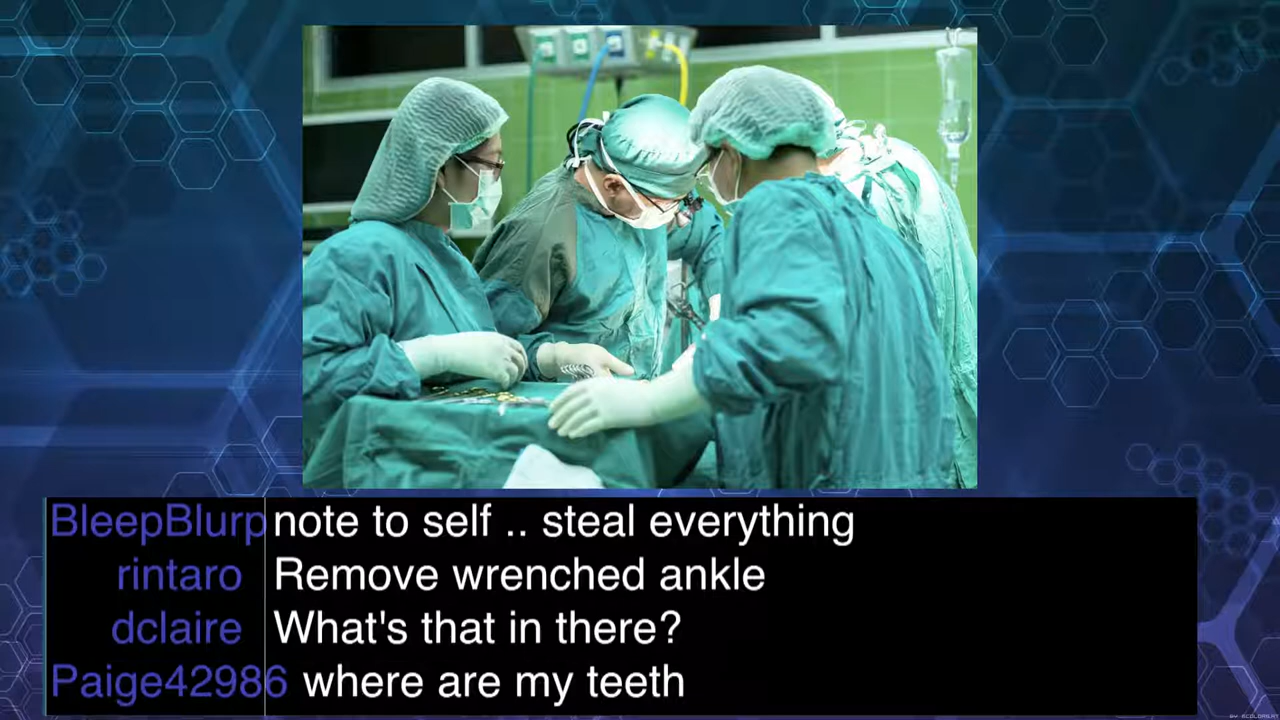 BleepBlurp note to self .. steal everything
rintaro Remove wrenched ankle
dclaire What's that in there?
Paige42986 where are my teeth